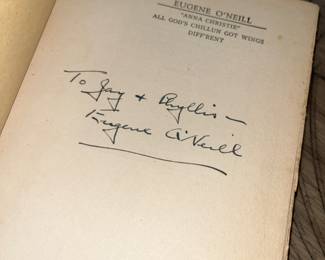 EUGENE O'NEILL
"ANNA CHRISTIE"
ALL GOD'S CHILLUN GOT WINGS
DIFF'RENT
To Jay + Phyllis –
Eugene O'Neill